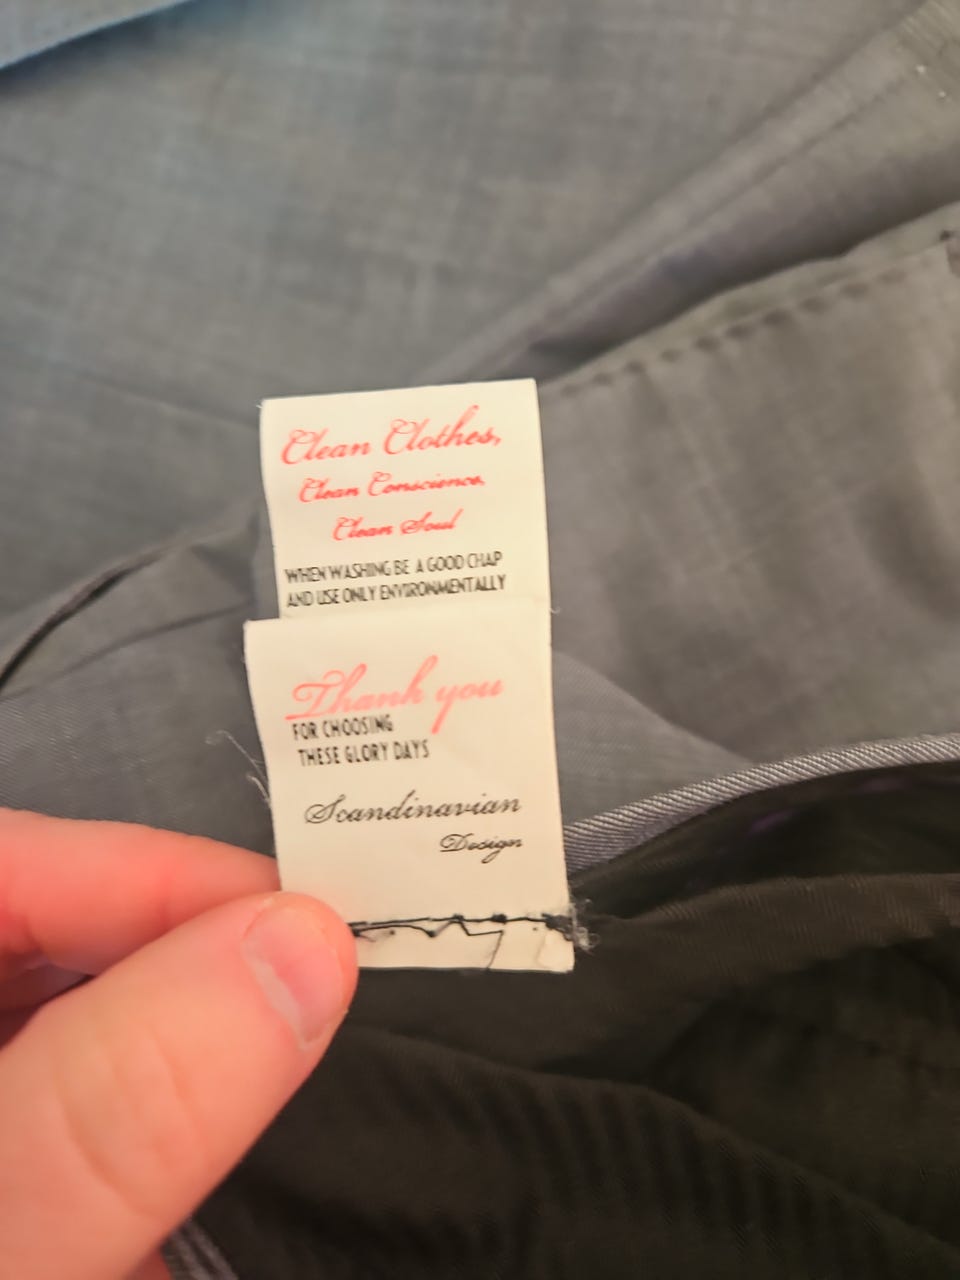 Clean Clothes,
Clean Conscience,
Clean Soul
WHEN WASHING BE A GOOD CHAP
AND USE ONLY ENVIRONMENTALLY
Thank you
FOR CHOOSING
THESE GLORY DAYS
Scandinavian
Design